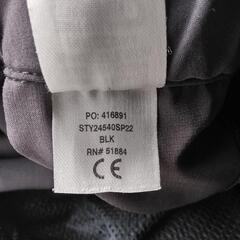 PO: 416891
STY24540SP22
BLK
RN# 51884
CE